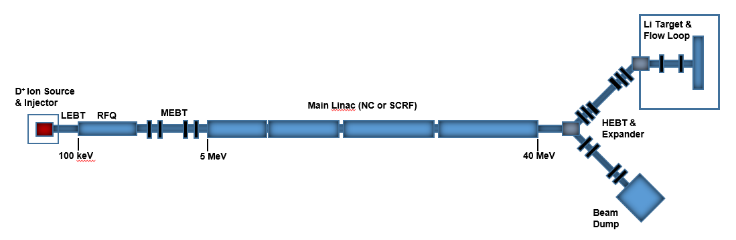 Li Target &
Flow Loop
D+ Ion Source
& Injector
LEBT
RFQ
MEBT
Main Linac (NC or SCRF)
HEBT &
Expander
100 keV
5 MeV
40 MeV
Beam
Dump